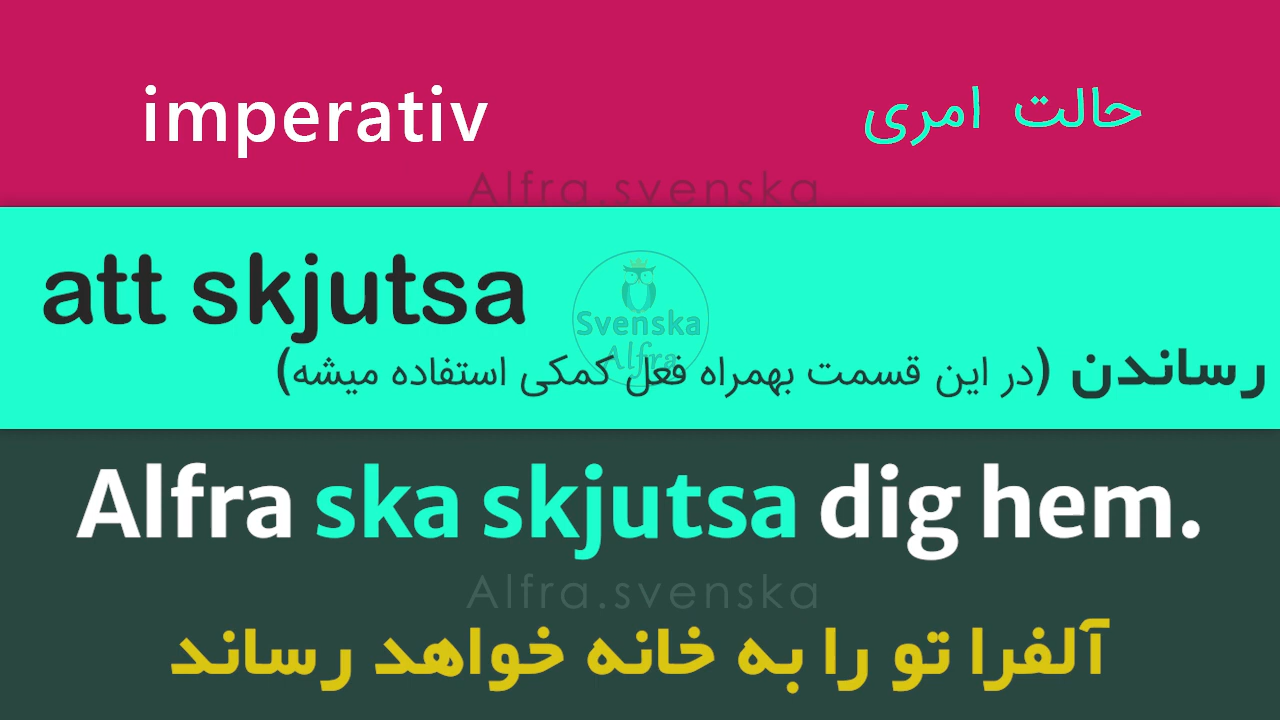 imperativ
حالت امری
Alfra.svenska
att skjutsa
Svenska
Alfra
رساندن (در این قسمت بهمراه فعل کمکی استفاده میشه)
Alfra ska skjutsa dig hem.
Alfra.svenska
آلفرا تو را به خانه خواهد رساند